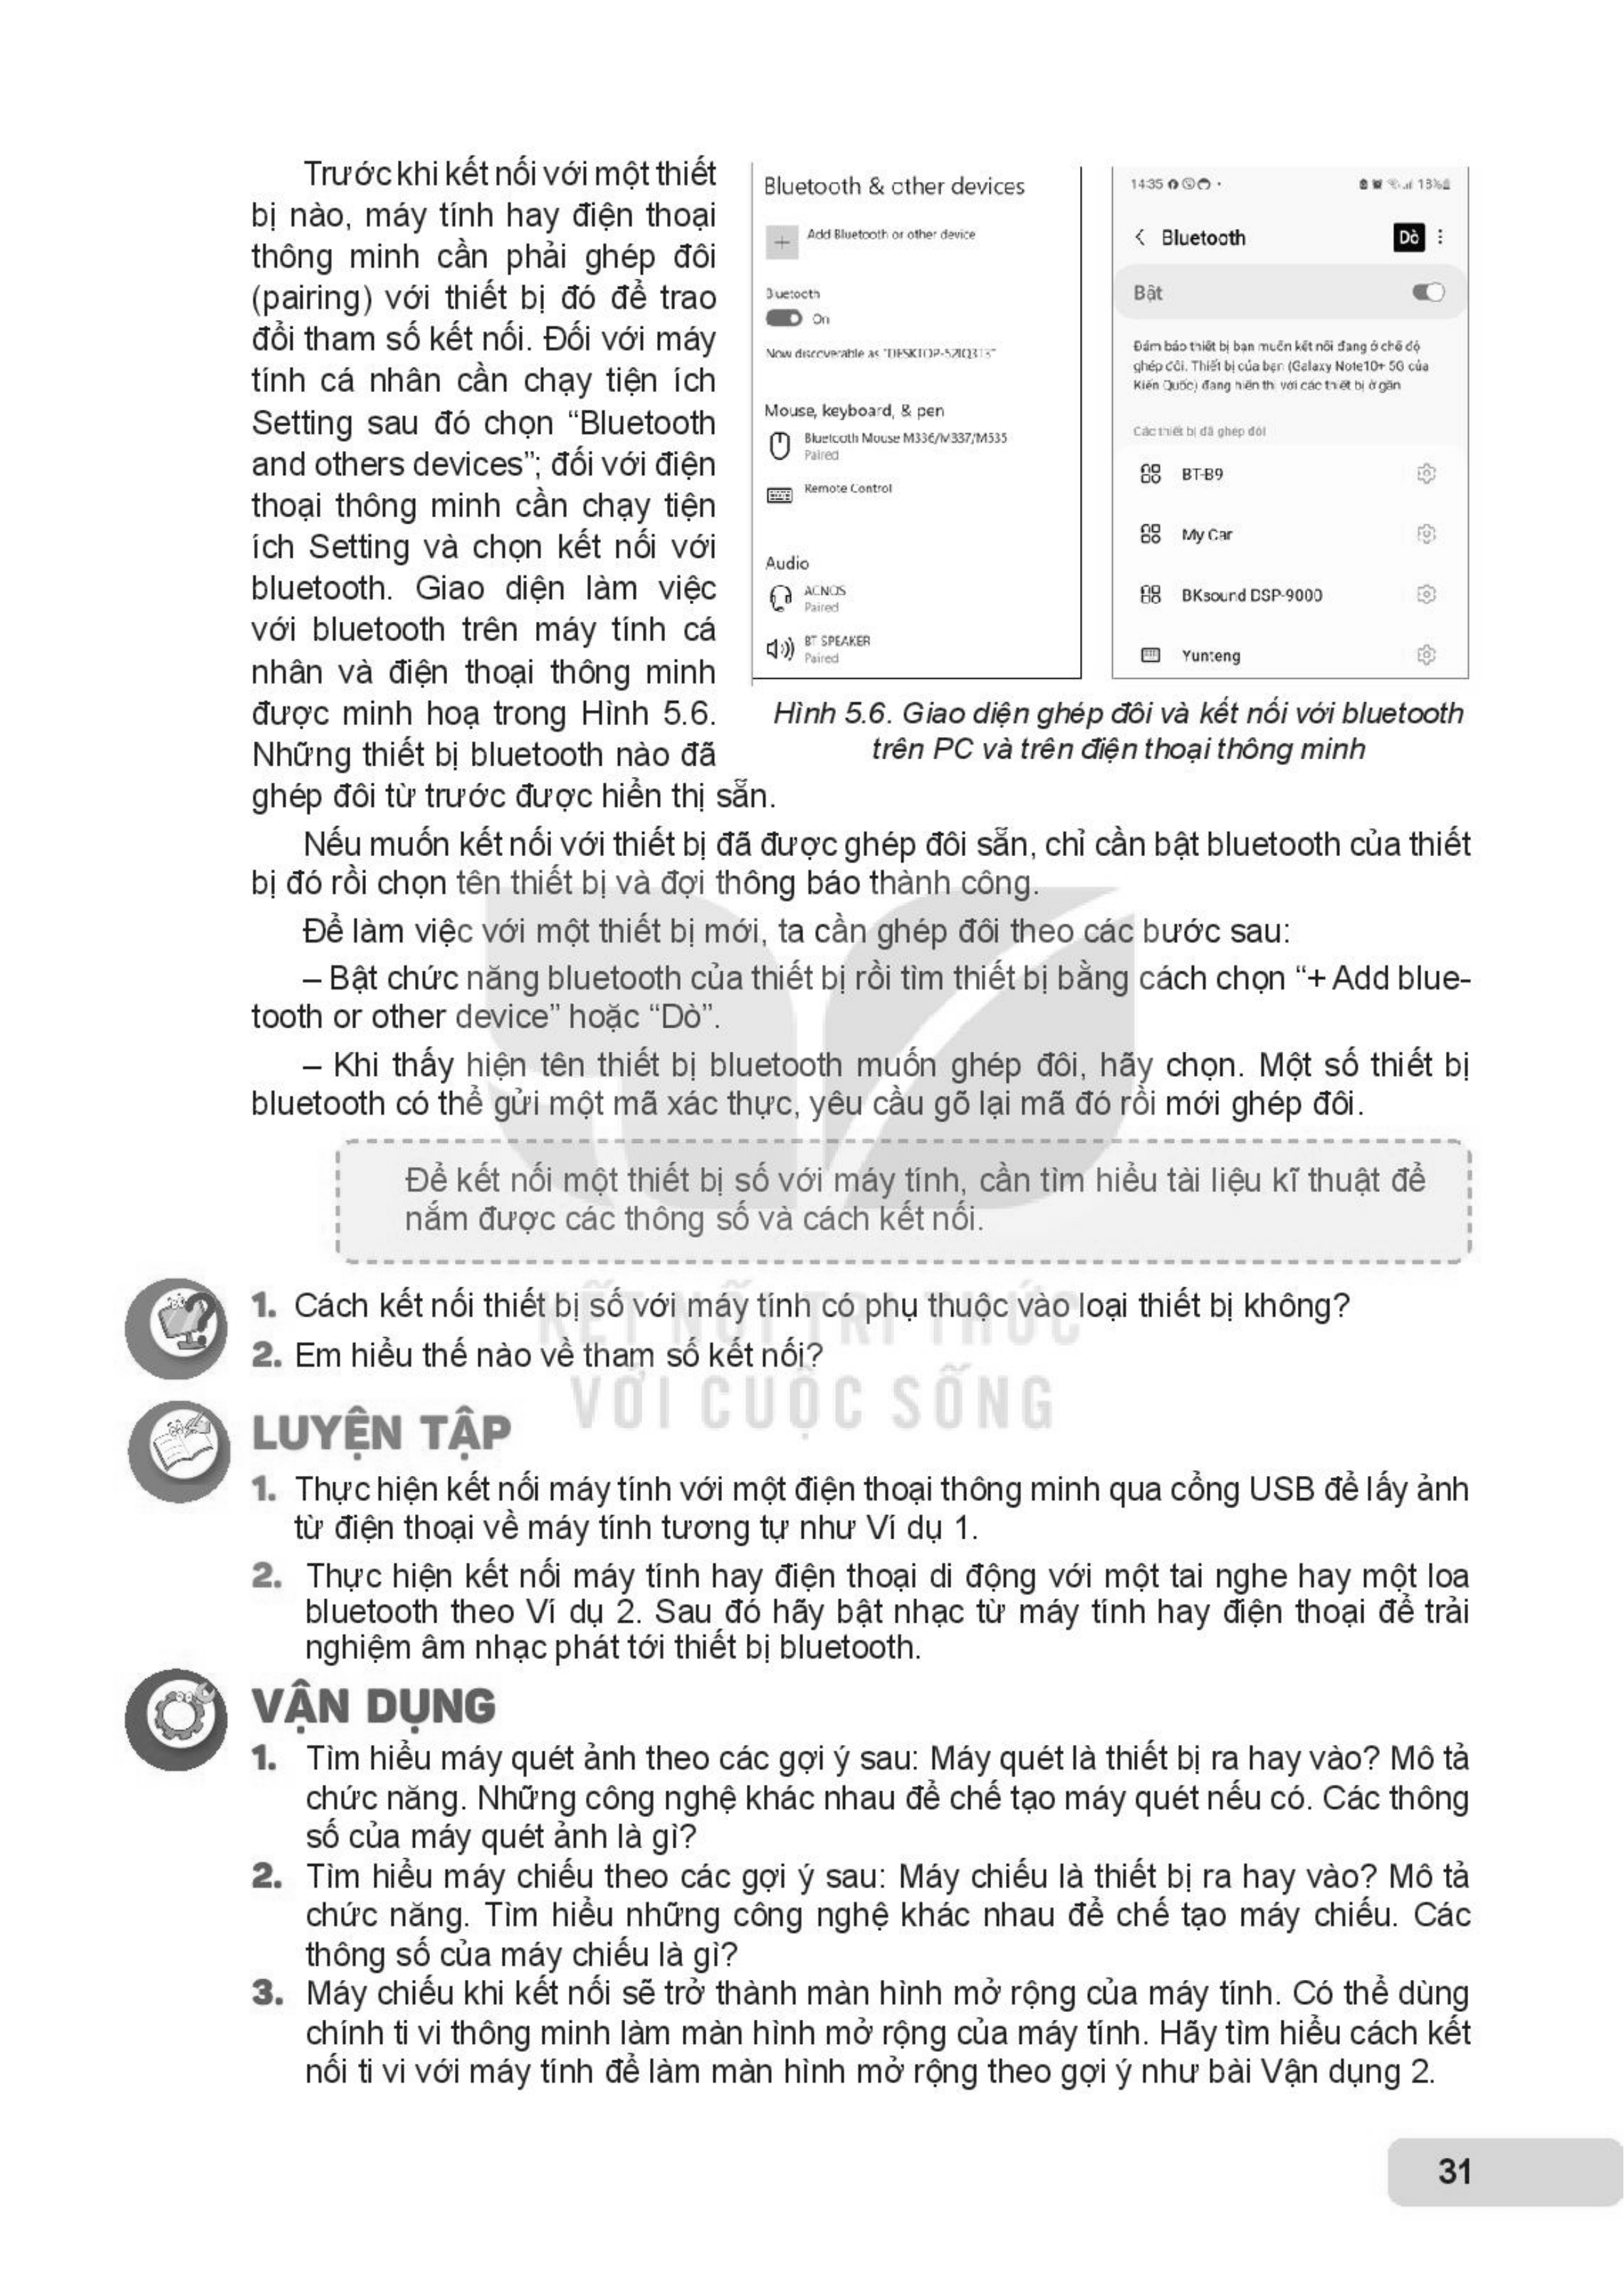 Trước khi kết nối với một thiết
bị nào, máy tính hay điện thoại
thông minh cần phải ghép đôi
(pairing) với thiết bị đó để trao
đổi tham số kết nối. Đối với máy
tính cá nhân cần chạy tiện ích
Setting sau đó chọn “Bluetooth
and others devices”; đối với điện
thoại thông minh cần chạy tiện
ích Setting và chọn kết nối với
bluetooth. Giao diện làm việc
với bluetooth trên máy tính cá
nhân và điện thoại thông minh
được minh hoạ trong Hình 5.6.
Những thiết bị bluetooth nào đã
ghép đôi từ trước được hiển thị sẵn.
Bluetooth & other devices
Add Bluetooth or other device
Bluetooth
On
Now discoverable as "DESKTOP-52IQ313"
Mouse, keyboard, & pen
Bluetooth Mouse M336/M337/M535
Paired
Remote Control
Audio
ACNOS
Paired
BT SPEAKER
Paired
14:35
18%
Bluetooth
Dò
Bật
Đảm bảo thiết bị bạn muốn kết nối đang ở chế độ
ghép đôi. Thiết bị của bạn (Galaxy Note10+ 5G của
Kiến Quốc) đang hiển thị với các thiết bị ở gần
Các thiết bị đã ghép đôi
BT-B9
My Car
BKsound DSP-9000
Yunteng
Hình 5.6. Giao diện ghép đôi và kết nối với bluetooth
trên PC và trên điện thoại thông minh
Nếu muốn kết nối với thiết bị đã được ghép đôi sẵn, chỉ cần bật bluetooth của thiết
bị đó rồi chọn tên thiết bị và đợi thông báo thành công.
Để làm việc với một thiết bị mới, ta cần ghép đôi theo các bước sau:
– Bật chức năng bluetooth của thiết bị rồi tìm thiết bị bằng cách chọn “+ Add blue-
tooth or other device” hoặc “Dò”.
– Khi thấy hiện tên thiết bị bluetooth muốn ghép đôi, hãy chọn. Một số thiết bị
bluetooth có thể gửi một mã xác thực, yêu cầu gõ lại mã đó rồi mới ghép đôi.
Để kết nối một thiết bị số với máy tính, cần tìm hiểu tài liệu kĩ thuật để
nắm được các thông số và cách kết nối.
KẾT NỐI TRI THỨC
VỚI CUỘC SỐNG
1. Cách kết nối thiết bị số với máy tính có phụ thuộc vào loại thiết bị không?
2. Em hiểu thế nào về tham số kết nối?
LUYỆN TẬP
1. Thực hiện kết nối máy tính với một điện thoại thông minh qua cổng USB để lấy ảnh
từ điện thoại về máy tính tương tự như Ví dụ 1.
2. Thực hiện kết nối máy tính hay điện thoại di động với một tai nghe hay một loa
bluetooth theo Ví dụ 2. Sau đó hãy bật nhạc từ máy tính hay điện thoại để trải
nghiệm âm nhạc phát tới thiết bị bluetooth.
VẬN DỤNG
1. Tìm hiểu máy quét ảnh theo các gợi ý sau: Máy quét là thiết bị ra hay vào? Mô tả
chức năng. Những công nghệ khác nhau để chế tạo máy quét nếu có. Các thông
số của máy quét ảnh là gì?
2. Tìm hiểu máy chiếu theo các gợi ý sau: Máy chiếu là thiết bị ra hay vào? Mô tả
chức năng. Tìm hiểu những công nghệ khác nhau để chế tạo máy chiếu. Các
thông số của máy chiếu là gì?
3. Máy chiếu khi kết nối sẽ trở thành màn hình mở rộng của máy tính. Có thể dùng
chính ti vi thông minh làm màn hình mở rộng của máy tính. Hãy tìm hiểu cách kết
nối ti vi với máy tính để làm màn hình mở rộng theo gợi ý như bài Vận dụng 2.
31